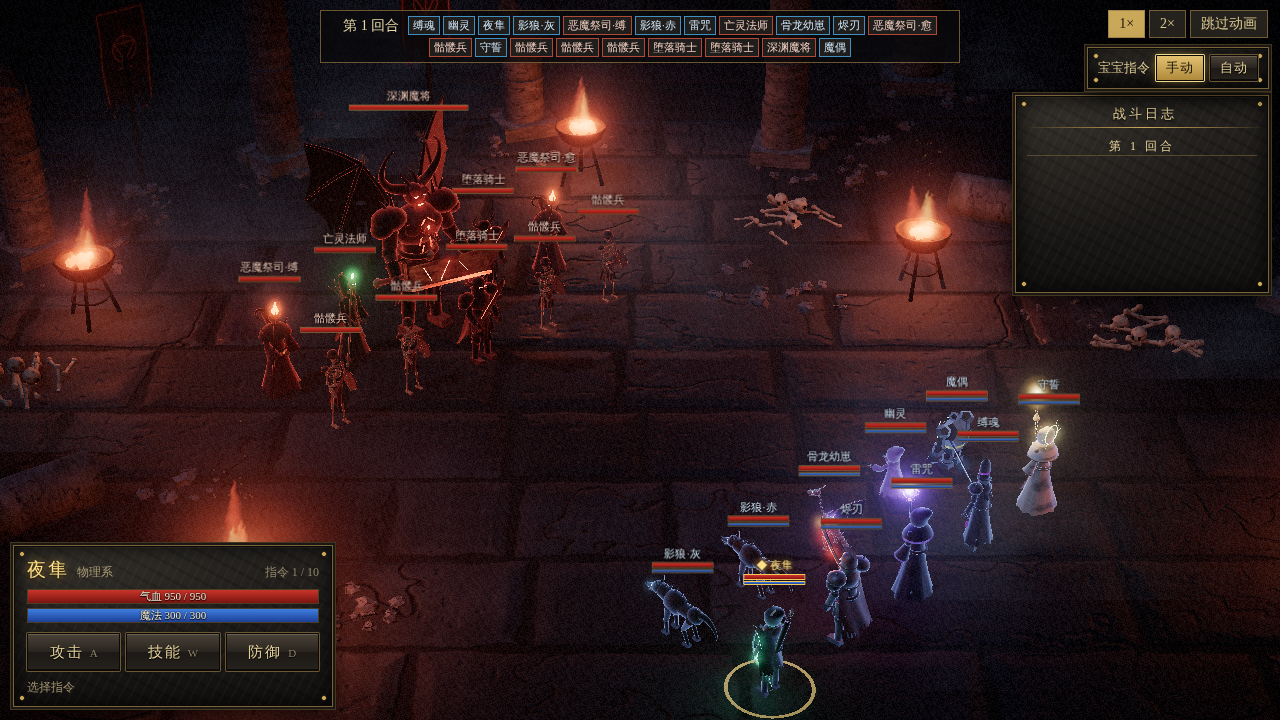 第 1 回合 缚魂 幽灵 夜隼 影狼·灰 恶魔祭司·缚 影狼·赤 雷咒 亡灵法师 骨龙幼崽 烬刃 恶魔祭司·愈
骷髅兵 守誓 骷髅兵 骷髅兵 骷髅兵 堕落骑士 堕落骑士 深渊魔将 魔偶
1× 2× 跳过动画
宝宝指令 手动 自动
战斗日志
第 1 回合
深渊魔将
恶魔祭司·愈
堕落骑士
骷髅兵
骷髅兵
堕落骑士
亡灵法师
恶魔祭司·缚
骷髅兵
骷髅兵
魔偶
守誓
幽灵
缚魂
骨龙幼崽
雷咒
影狼·赤
烬刃
影狼·灰
夜隼
夜隼 物理系 指令 1 / 10
气血 950 / 950
魔法 300 / 300
攻击 A 技能 W 防御 D
选择指令